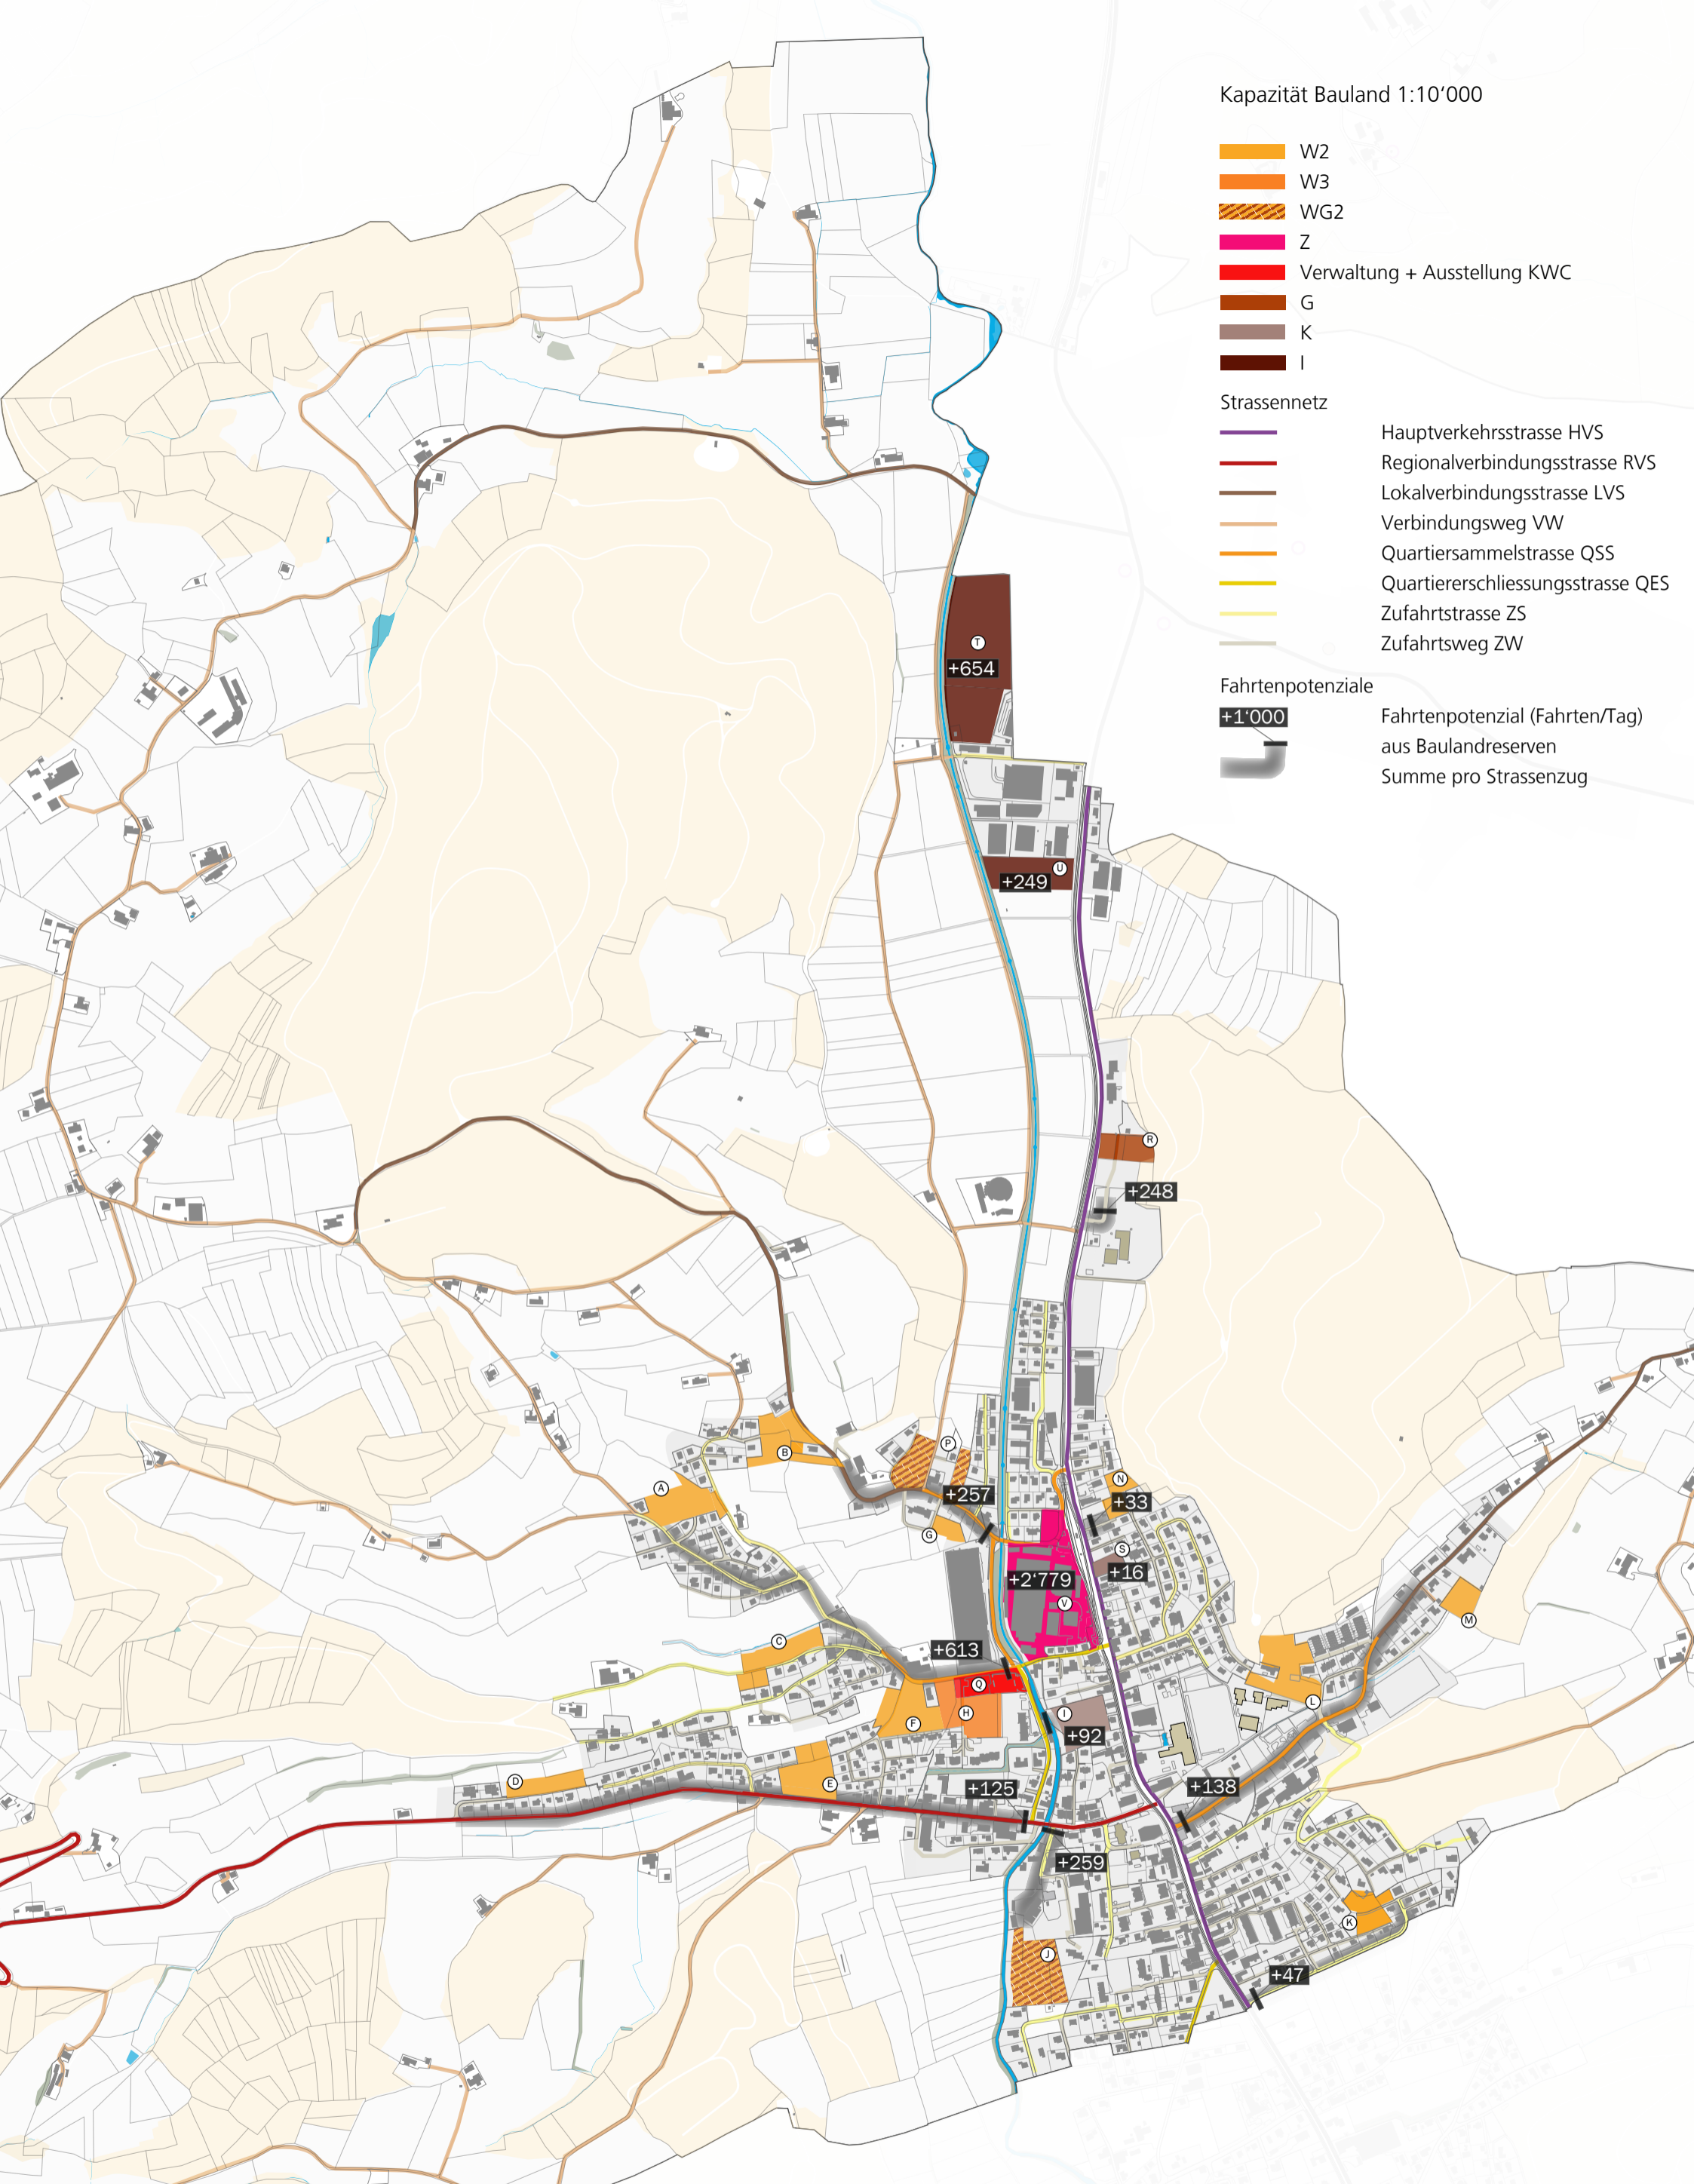 Kapazität Bauland 1:10‘000
W2
W3
WG2
Z
Verwaltung + Ausstellung KWC
G
K
I
Strassennetz
Hauptverkehrsstrasse HVS
Regionalverbindungsstrasse RVS
Lokalverbindungsstrasse LVS
Verbindungsweg VW
Quartiersammelstrasse QSS
Quartiererschliessungsstrasse QES
Zufahrtstrasse ZS
Zufahrtsweg ZW
Fahrtenpotenziale
+1‘000
Fahrtenpotenzial (Fahrten/Tag)
aus Baulandreserven
Summe pro Strassenzug
T
+654
U
+249
R
+248
P
B
N
A
+257
+33
G
S
+16
+2‘779
V
M
C
+613
Q
L
H
I
F
+92
D
E
+125
+138
+259
K
J
+47